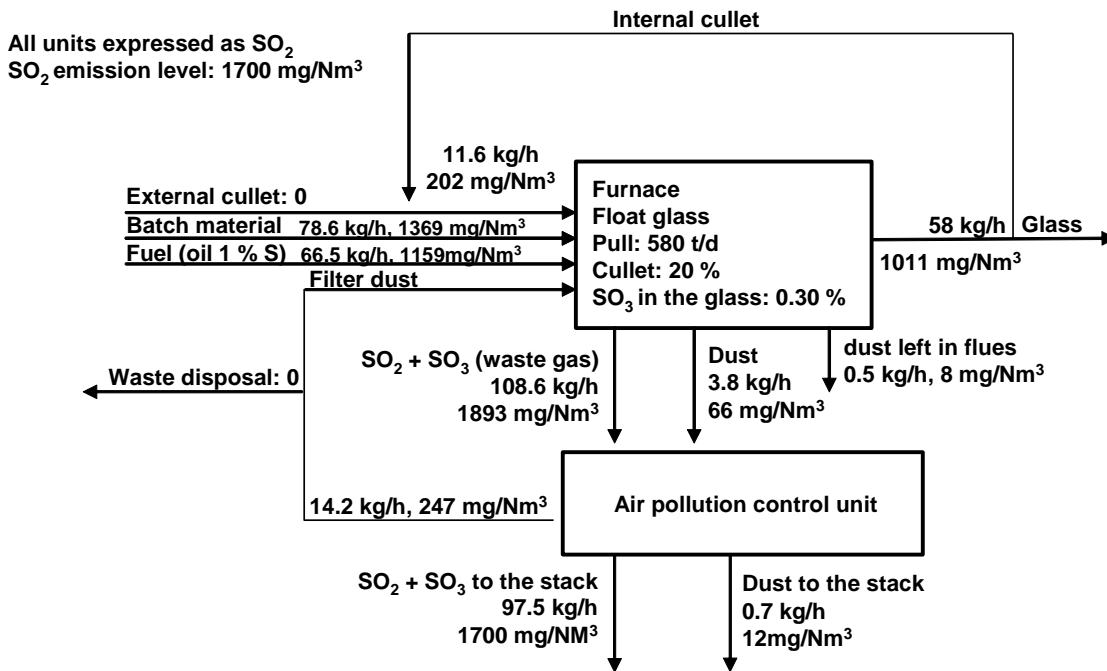 Internal cullet
All units expressed as SO₂
SO₂ emission level: 1700 mg/Nm³
11.6 kg/h
202 mg/Nm³
External cullet: 0
Batch material 78.6 kg/h, 1369 mg/Nm³
Fuel (oil 1 % S) 66.5 kg/h, 1159mg/Nm³
Filter dust
Furnace
Float glass
Pull: 580 t/d
Cullet: 20 %
SO₃ in the glass: 0.30 %
58 kg/h Glass
1011 mg/Nm³
SO₂ + SO₃ (waste gas)
108.6 kg/h
1893 mg/Nm³
Dust
3.8 kg/h
66 mg/Nm³
dust left in flues
0.5 kg/h, 8 mg/Nm³
Waste disposal: 0
14.2 kg/h, 247 mg/Nm³
Air pollution control unit
SO₂ + SO₃ to the stack
97.5 kg/h
1700 mg/NM³
Dust to the stack
0.7 kg/h
12mg/Nm³